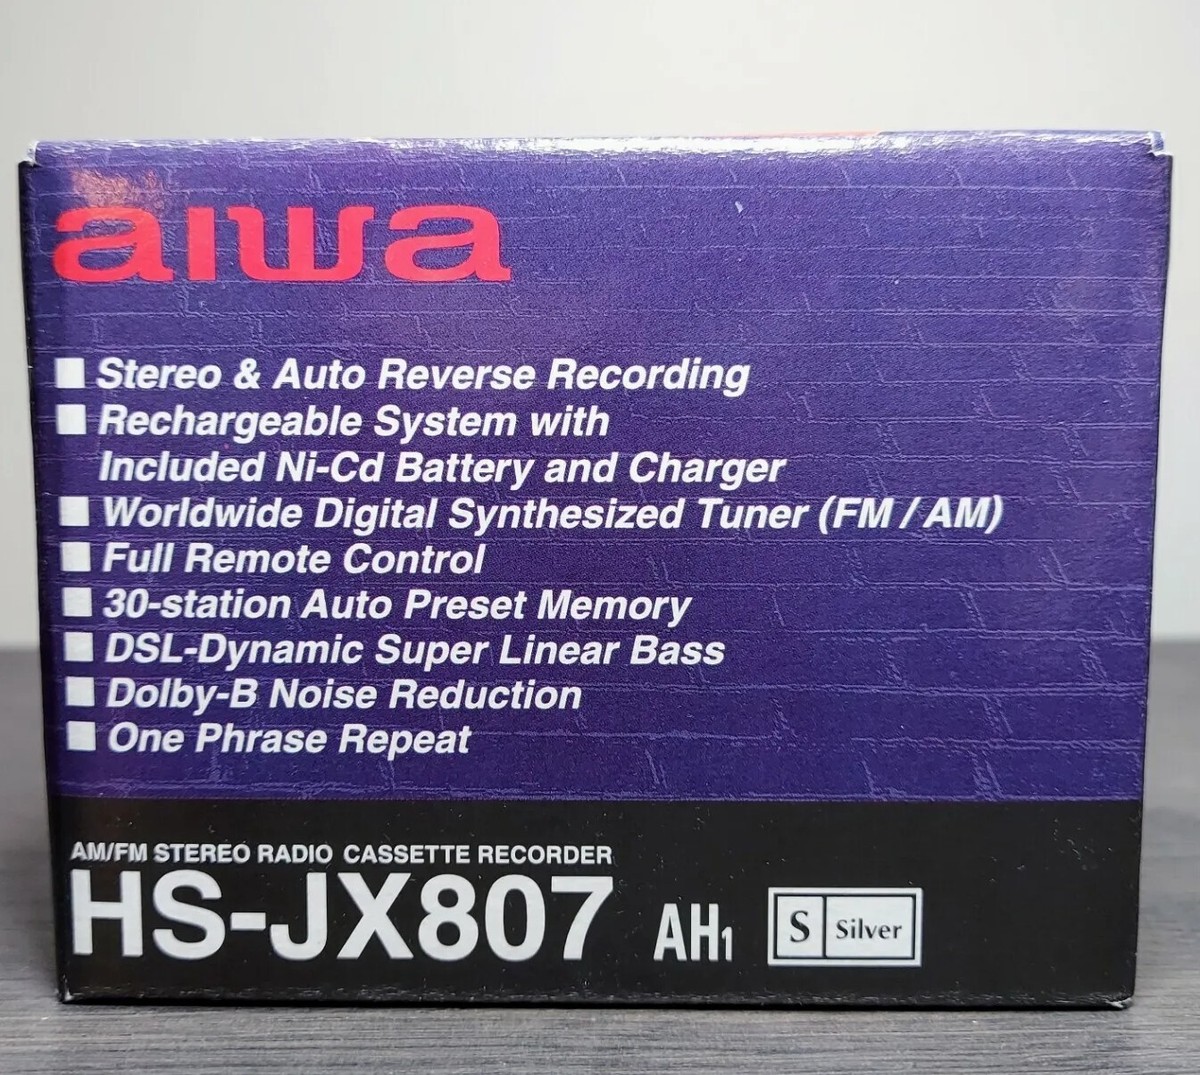 aiwa
■ Stereo & Auto Reverse Recording
■ Rechargeable System with
Included Ni-Cd Battery and Charger
■ Worldwide Digital Synthesized Tuner (FM / AM)
■ Full Remote Control
■ 30-station Auto Preset Memory
■ DSL-Dynamic Super Linear Bass
■ Dolby-B Noise Reduction
■ One Phrase Repeat
AM/FM STEREO RADIO CASSETTE RECORDER
HS-JX807 AH1 S Silver